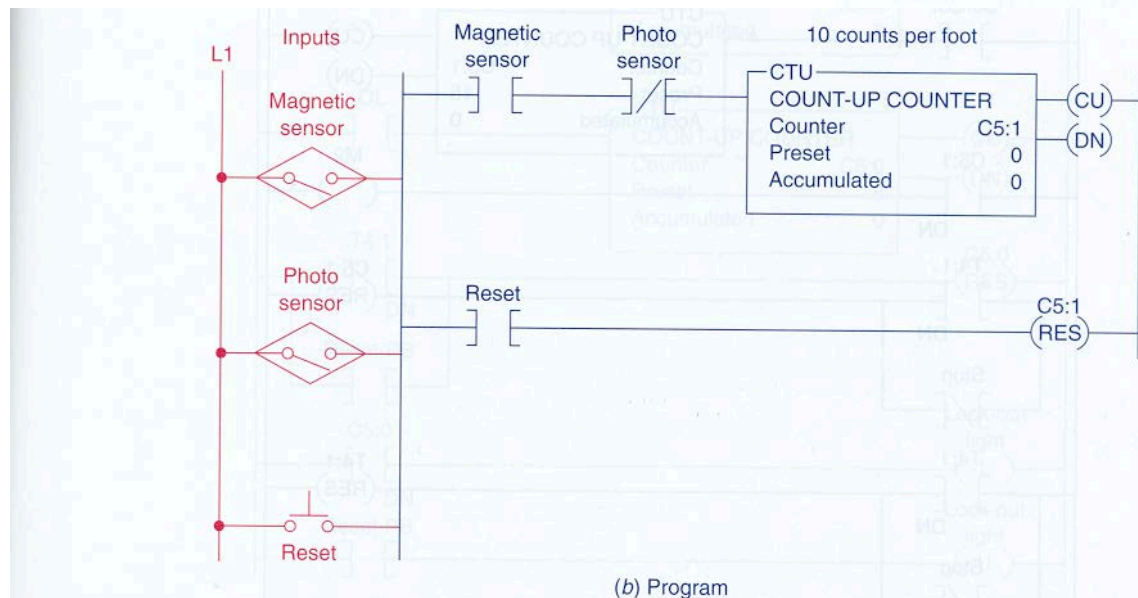 Inputs
L1
Magnetic
sensor
Photo
sensor
Reset
Magnetic
sensor
Photo
sensor
10 counts per foot
CTU
COUNT-UP COUNTER
Counter C5:1
Preset 0
Accumulated 0
CU
DN
Reset
C5:1
RES
(b) Program